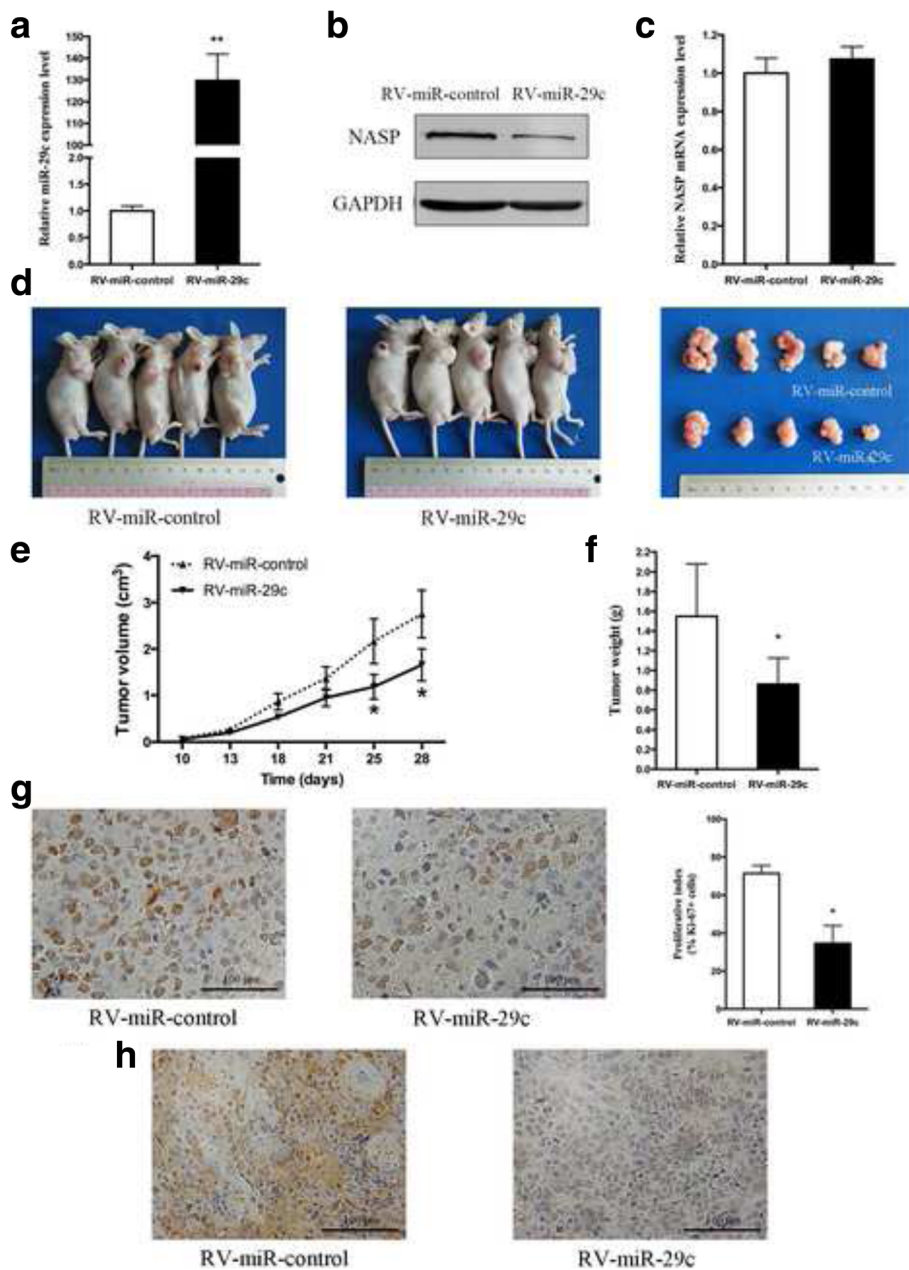 a
b
c
Relative miR-29c expression level
150
140
130
120
110
100
2.0
1.5
1.0
0.5
0.0
**
RV-miR-control
RV-miR-29c
RV-miR-control RV-miR-29c
NASP
GAPDH
Relative NASP mRNA expression level
1.2
1.0
0.8
0.6
0.4
0.2
0.0
RV-miR-control
RV-miR-29c
d
RV-miR-control
RV-miR-29c
RV-miR-control
RV-miR-29c
e
Tumor volume (cm³)
4
3
2
1
0
RV-miR-control
RV-miR-29c
*
*
10 13 18 21 25 28
Time (days)
f
Tumor weight (g)
2.2
2.0
1.8
1.6
1.4
1.2
1.0
0.8
0.6
0.4
0.2
0.0
*
RV-miR-control
RV-miR-29c
g
100 μm
RV-miR-control
100 μm
RV-miR-29c
Proliferative index
(% Ki-67+ cells)
100
80
60
40
20
0
*
RV-miR-control
RV-miR-29c
h
100 μm
RV-miR-control
100 μm
RV-miR-29c